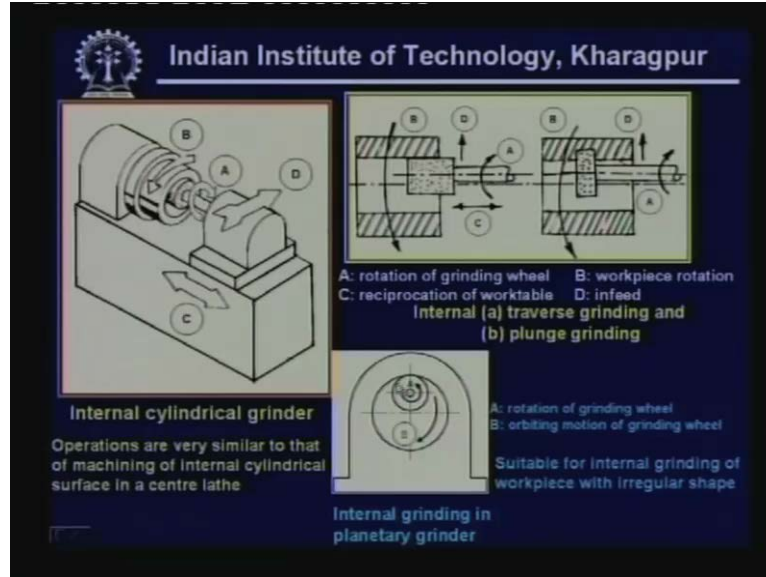 Indian Institute of Technology, Kharagpur
B
A
D
C
B
D
A
C
B
D
A
A: rotation of grinding wheel B: workpiece rotation
C: reciprocation of worktable D: infeed
Internal (a) traverse grinding and
(b) plunge grinding
Internal cylindrical grinder
Operations are very similar to that
of machining of internal cylindrical
surface in a centre lathe
A
B
A: rotation of grinding wheel
B: orbiting motion of grinding wheel
Suitable for internal grinding of
workpiece with irregular shape
Internal grinding in
planetary grinder